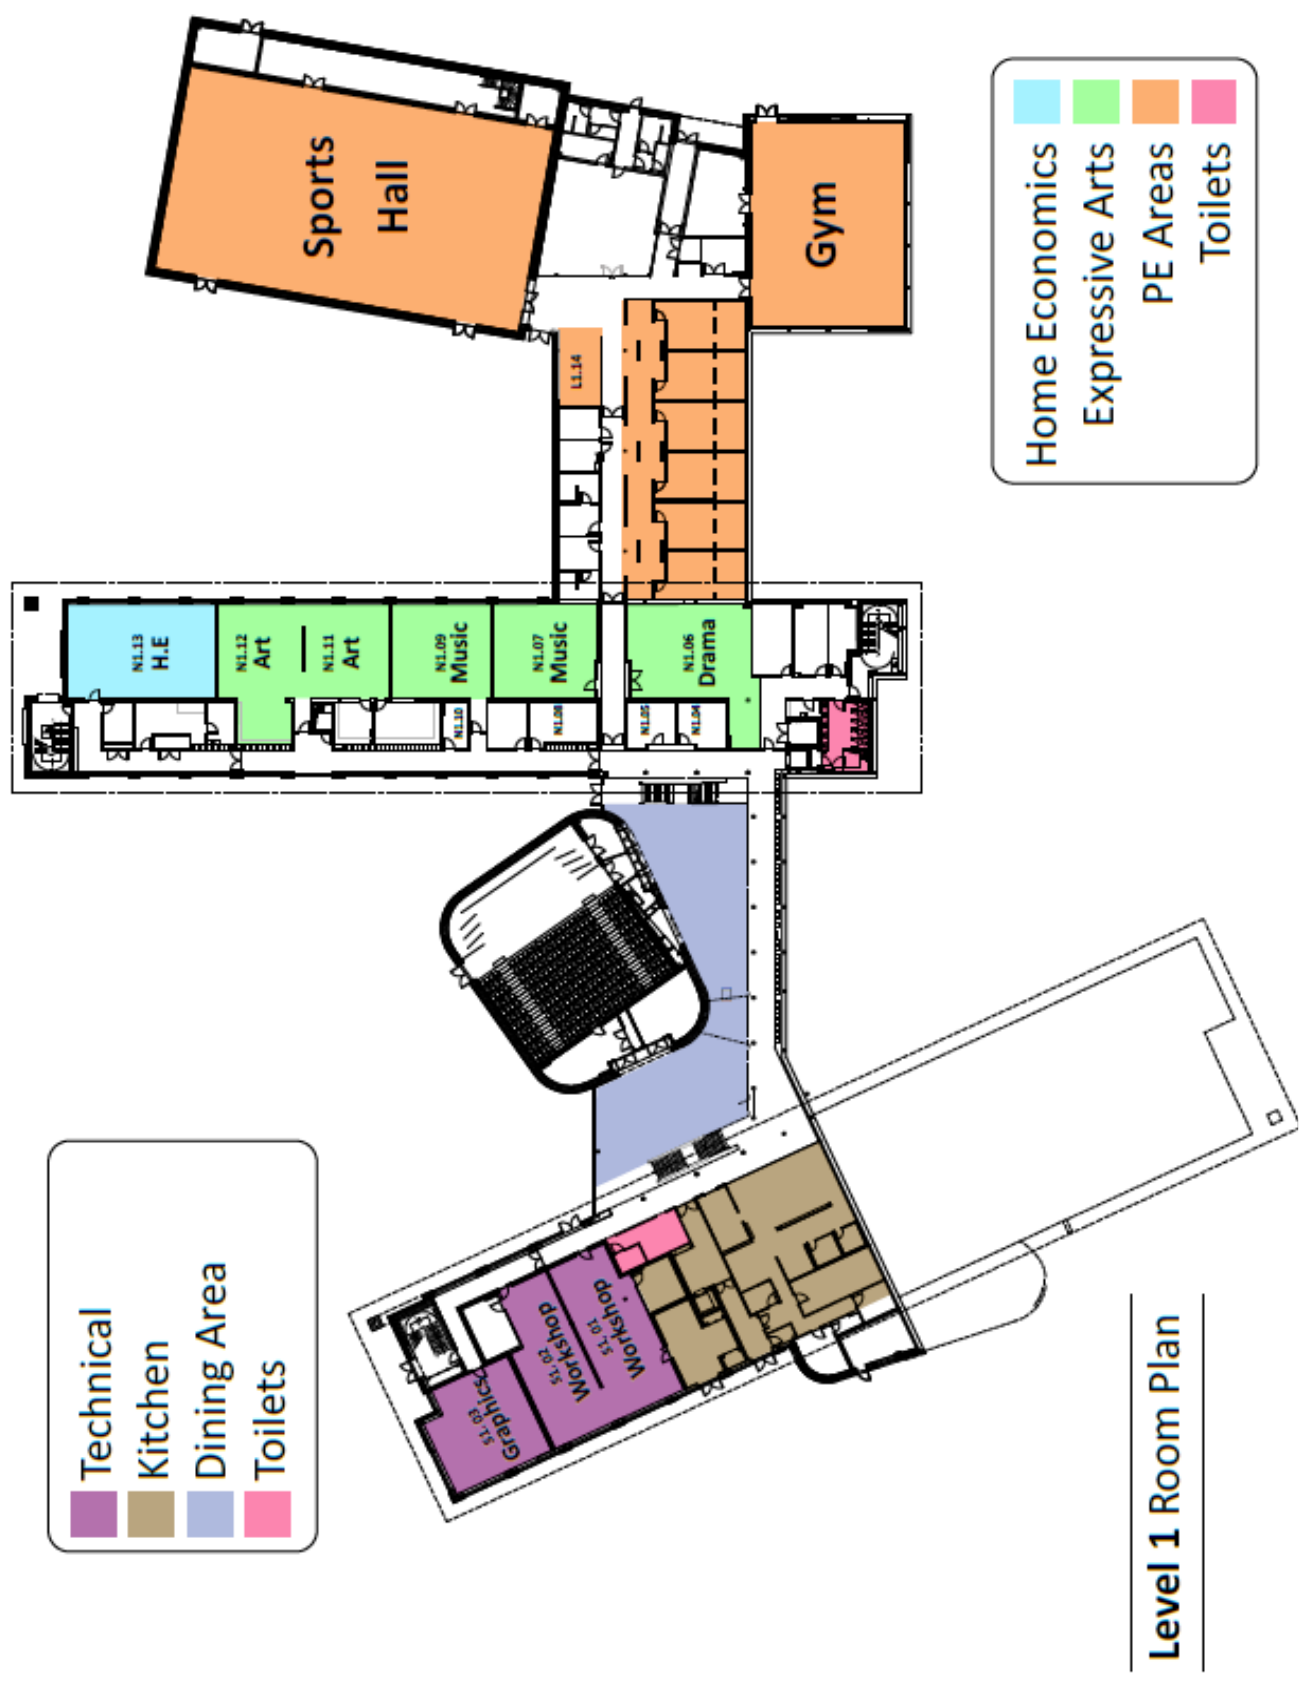 Technical
Kitchen
Dining Area
Toilets
Home Economics
Expressive Arts
PE Areas
Toilets
Sports
Hall
Gym
L1.14
N1.13
H.E
N1.12
Art
N1.11
Art
N1.09
Music
N1.07
Music
N1.06
Drama
N1.10
N1.08
N1.05
N1.04
S1. 03
Graphics
S1. 02
Workshop
S1. 01
Workshop
Level 1 Room Plan